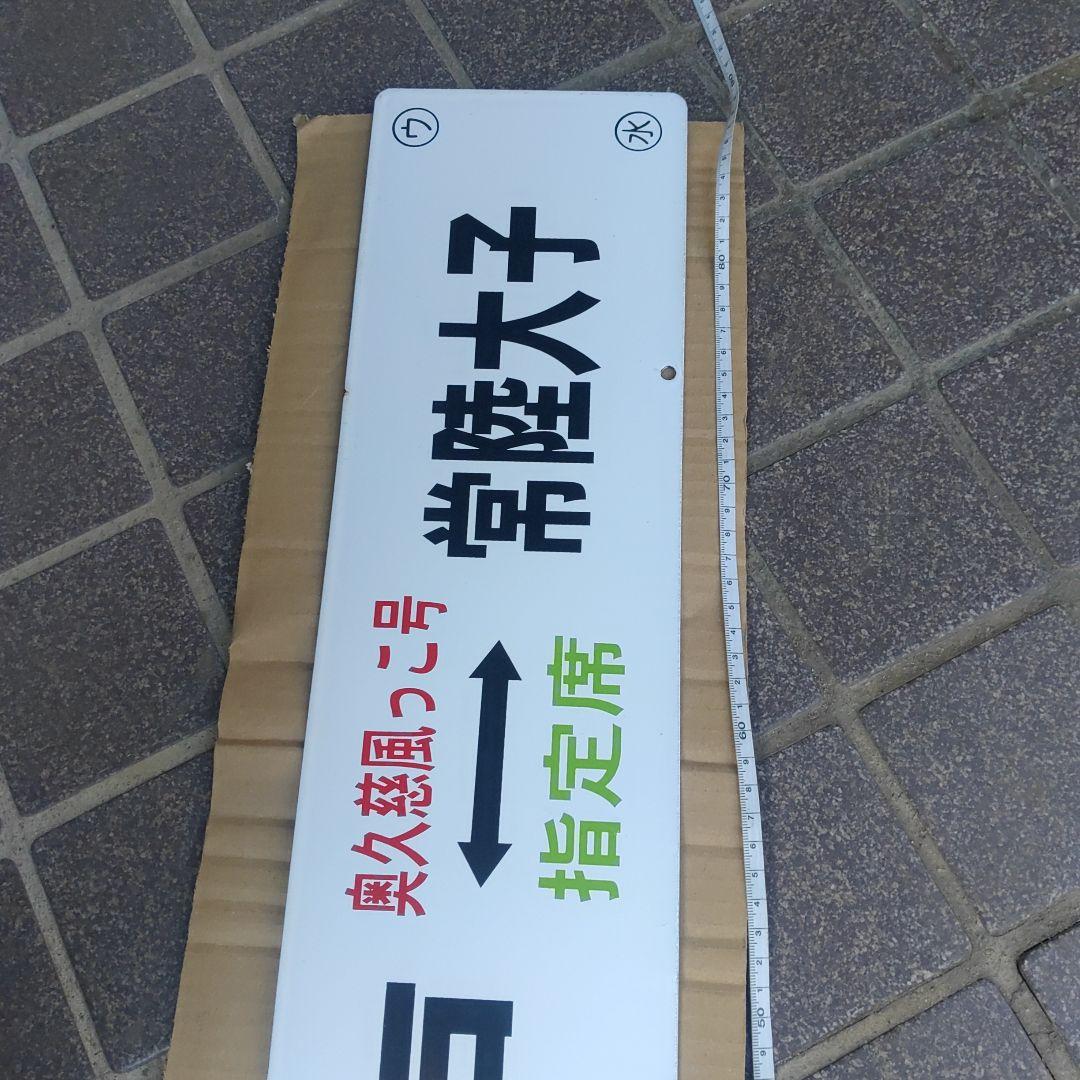 ウ
水
奥久慈風っこ号
常陸大子
指定席